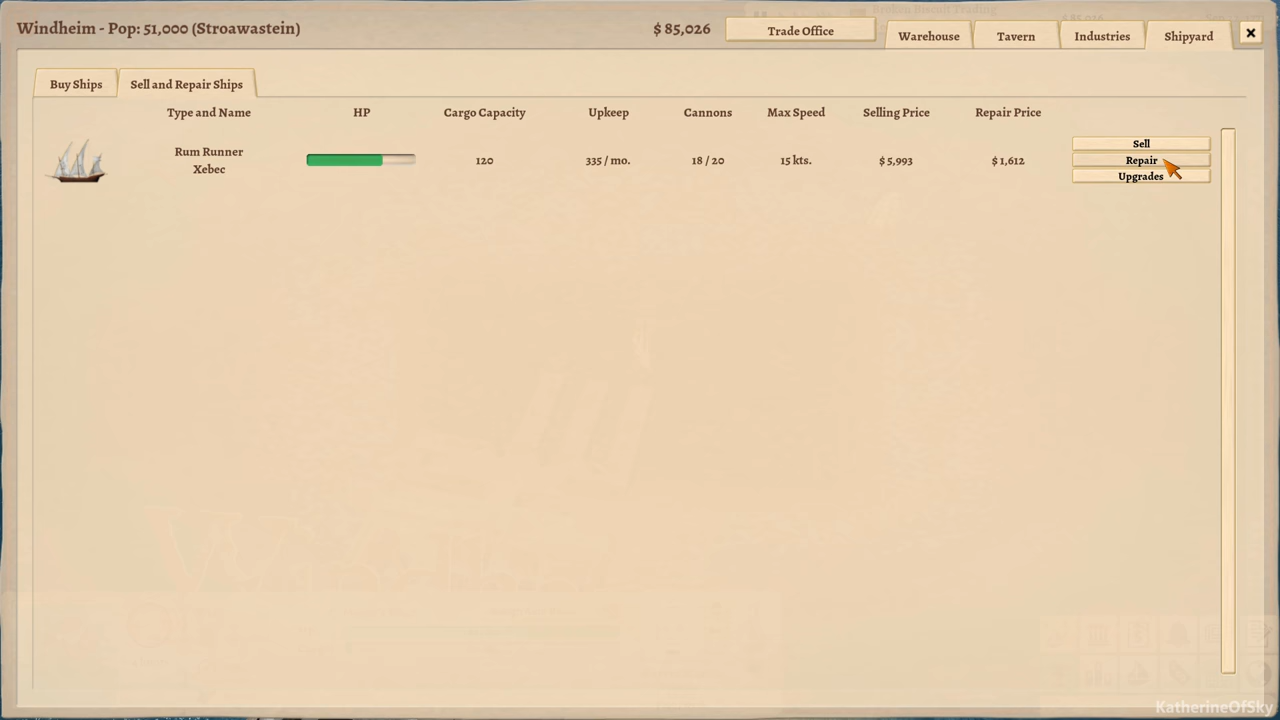 Windheim - Pop: 51,000 (Stroawastein)
$ 85,026
Trade Office
Warehouse
Tavern
Industries
Shipyard
Buy Ships
Sell and Repair Ships
Type and Name
HP
Cargo Capacity
Upkeep
Cannons
Max Speed
Selling Price
Repair Price
Rum Runner
Xebec
120
335 / mo.
18 / 20
15 kts.
$ 5,993
$ 1,612
Sell
Repair
Upgrades
KatherineOfSky